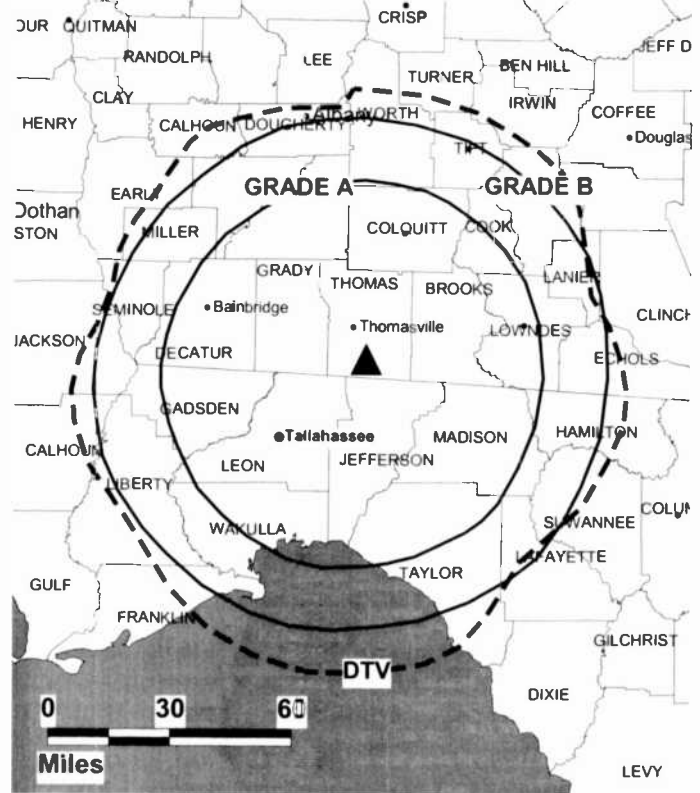 CRISP
OUR QUITMAN
RANDOLPH
LEE
JEFF D
TURNER
BEN HILL
CLAY
IRWIN
COFFEE
HENRY
CALHOUN
DOUGHERTY
Albany
WORTH
Douglas
TIFT
GRADE A
GRADE B
EARLY
Dothan
STON
MILLER
COLQUITT
COOK
GRADY
THOMAS
BROOKS
LANIER
SEMINOLE
Bainbridge
CLINCH
Thomasville
LOWNDES
JACKSON
DECATUR
ECHOLS
GADSDEN
Tallahassee
MADISON
HAMILTON
CALHOUN
LEON
JEFFERSON
LIBERTY
COLUM
WAKULLA
SUWANNEE
LAFAYETTE
TAYLOR
GULF
FRANKLIN
GILCHRIST
DTV
DIXIE
0 30 60
Miles
LEVY